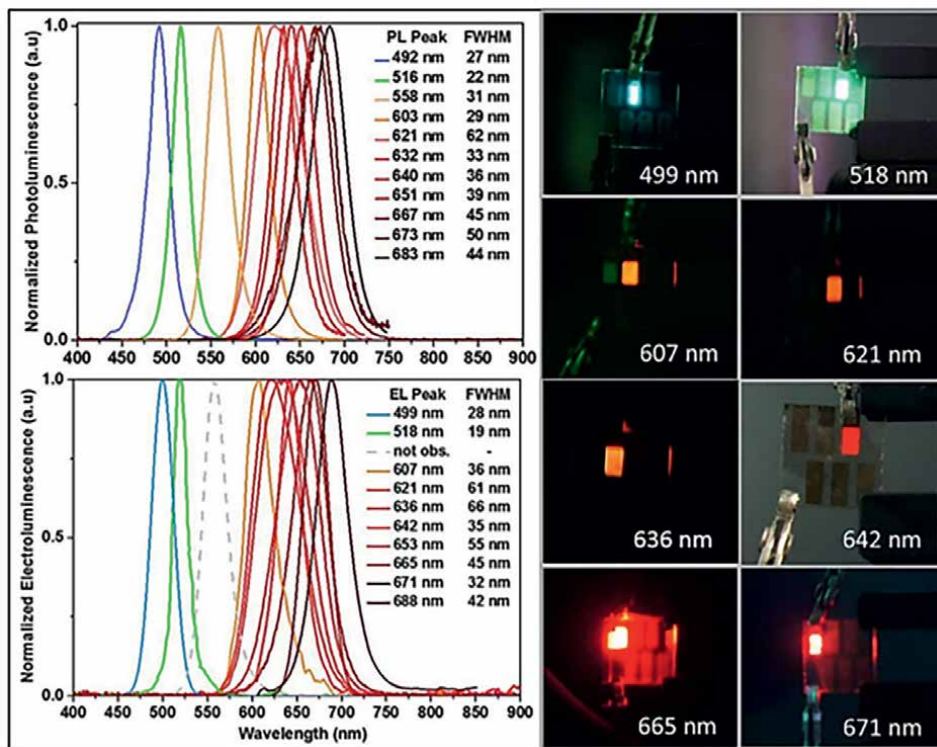 Normalized Photoluminescence (a.u)
1.0
0.5
0.0
400 450 500 550 600 650 700 750 800 850 900
PL Peak FWHM
492 nm 27 nm
516 nm 22 nm
558 nm 31 nm
603 nm 29 nm
621 nm 62 nm
632 nm 33 nm
640 nm 36 nm
651 nm 39 nm
667 nm 45 nm
673 nm 50 nm
683 nm 44 nm
Normalized Electroluminescence (a.u)
1.0
0.5
0.0
400 450 500 550 600 650 700 750 800 850 900
Wavelength (nm)
EL Peak FWHM
499 nm 28 nm
518 nm 19 nm
not obs. -
607 nm 36 nm
621 nm 61 nm
636 nm 66 nm
642 nm 35 nm
653 nm 55 nm
665 nm 45 nm
671 nm 32 nm
688 nm 42 nm
499 nm
518 nm
607 nm
621 nm
636 nm
642 nm
665 nm
671 nm